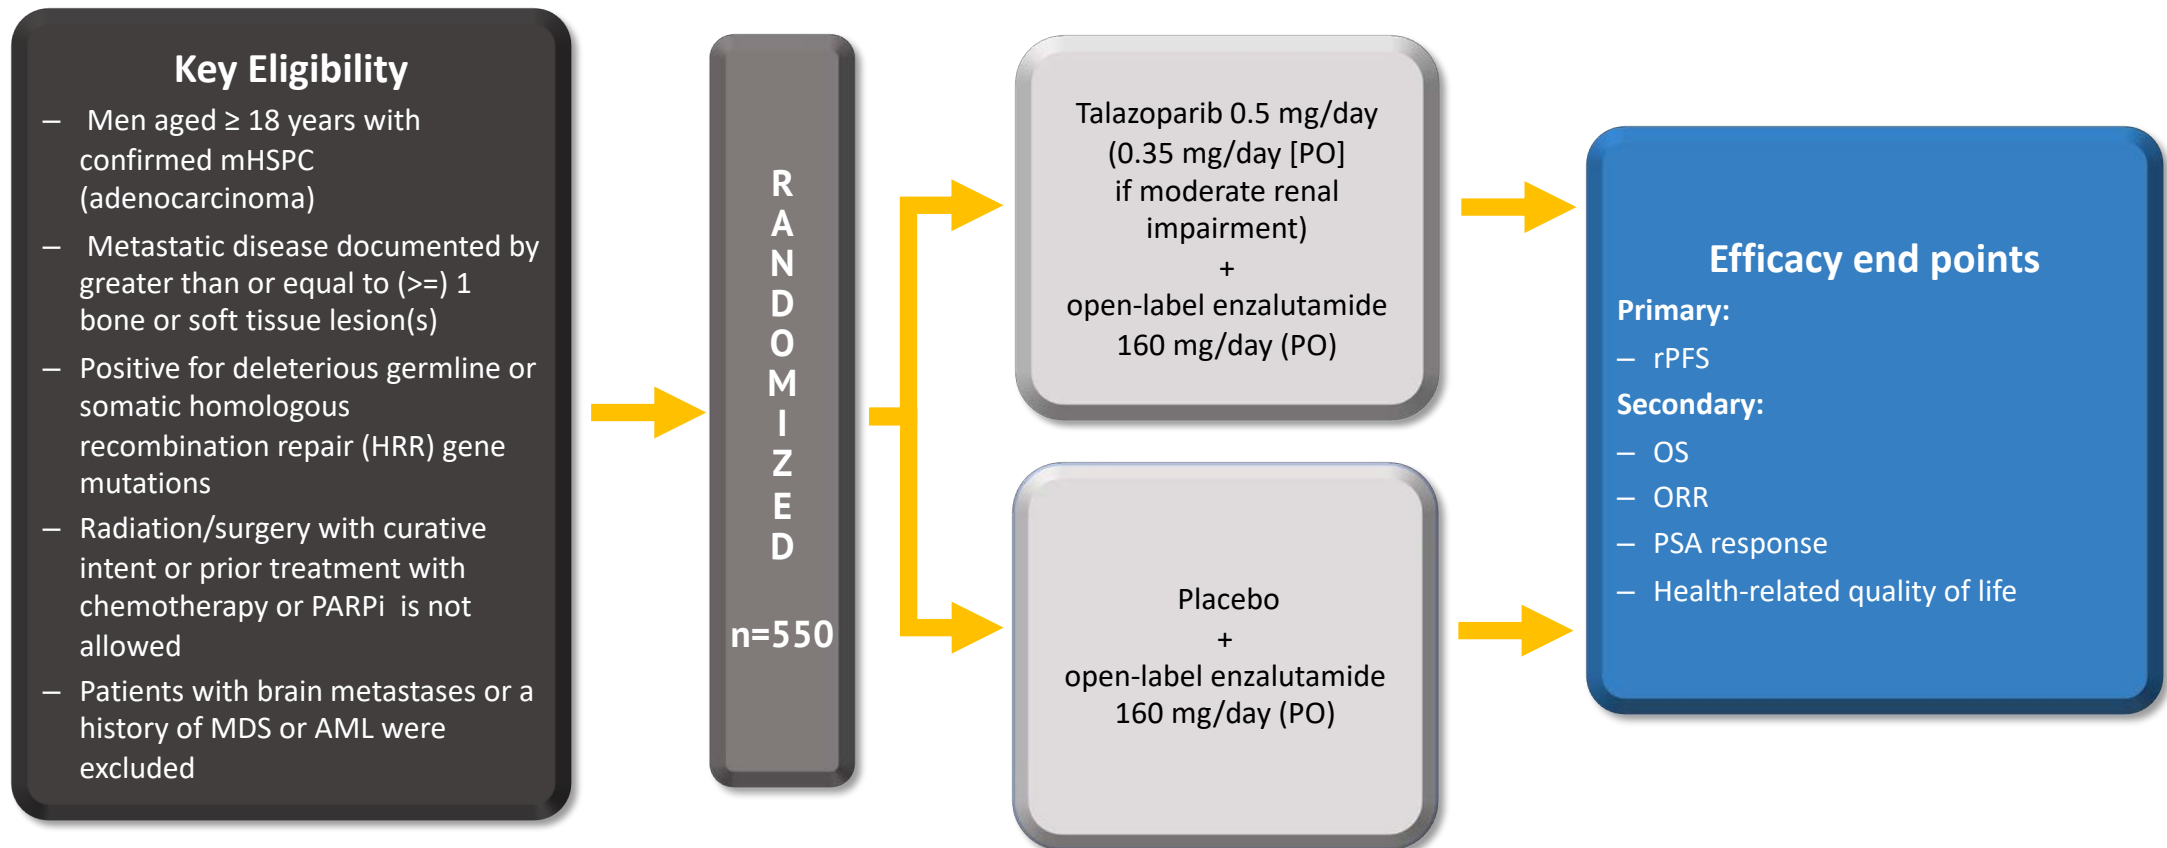 Key Eligibility
– Men aged ≥ 18 years with
confirmed mHSPC
(adenocarcinoma)
– Metastatic disease documented by
greater than or equal to (>=) 1
bone or soft tissue lesion(s)
– Positive for deleterious germline or
somatic homologous
recombination repair (HRR) gene
mutations
– Radiation/surgery with curative
intent or prior treatment with
chemotherapy or PARPi is not
allowed
– Patients with brain metastases or a
history of MDS or AML were
excluded
RANDOMIZED
n=550
Talazoparib 0.5 mg/day
(0.35 mg/day [PO]
if moderate renal
impairment)
+
open-label enzalutamide
160 mg/day (PO)
Placebo
+
open-label enzalutamide
160 mg/day (PO)
Efficacy end points
Primary:
– rPFS
Secondary:
– OS
– ORR
– PSA response
– Health-related quality of life